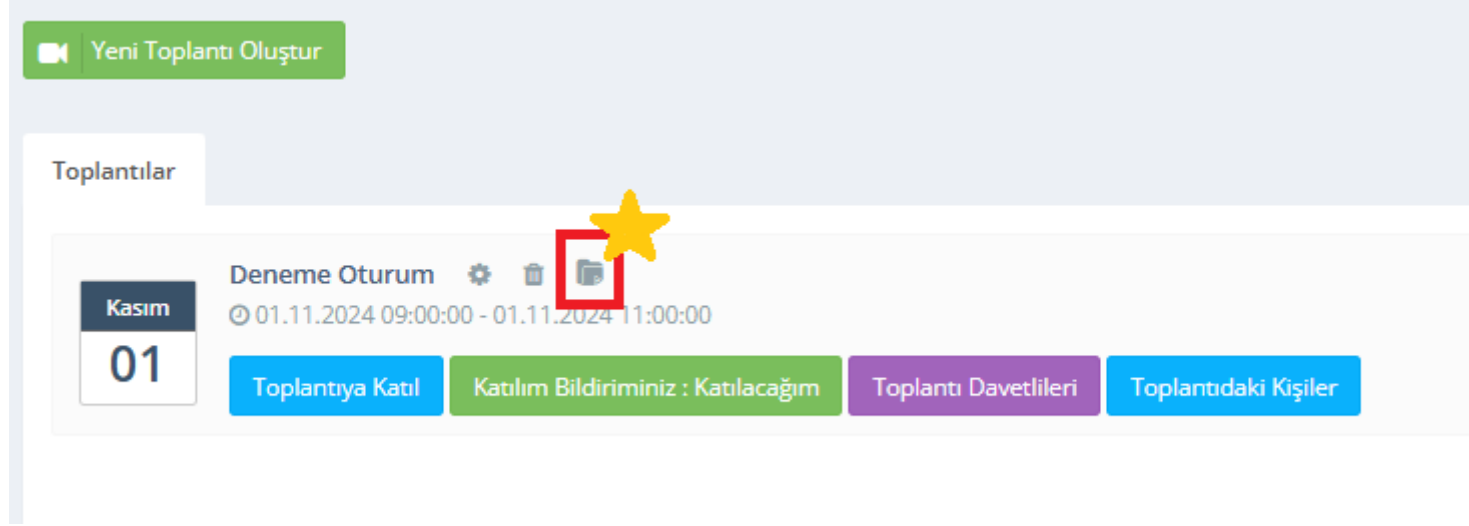 Yeni Toplantı Oluştur
Toplantılar
Deneme Oturum
Kasım
01
01.11.2024 09:00:00 - 01.11.2024 11:00:00
Toplantıya Katıl
Katılım Bildiriminiz : Katılacağım
Toplantı Davetlileri
Toplantıdaki Kişiler